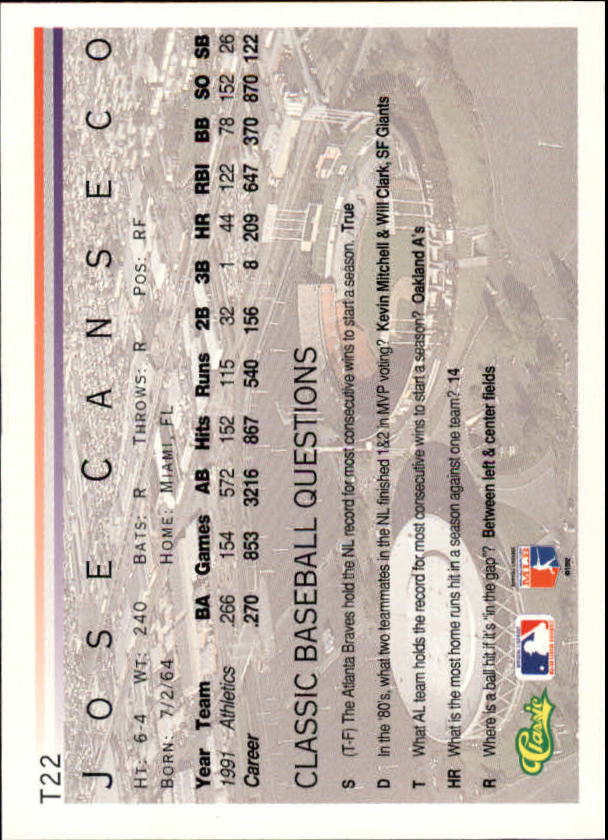 T22
JOSE CANSECO
HT: 6-4 WT: 240 BATS: R THROWS: R POS: RF
BORN: 7/2/64 HOME: MIAMI, FL
Year Team BA Games AB Hits Runs 2B 3B HR RBI BB SO SB
1991 Athletics .266 154 572 152 115 32 1 44 122 78 152 26
Career .270 853 3216 867 540 156 8 209 647 370 870 122
CLASSIC BASEBALL QUESTIONS
S (T-F) The Atlanta Braves hold the NL record for most consecutive wins to start a season. True
D In the '80's, what two teammates in the NL finished 1&2 in MVP voting? Kevin Mitchell & Will Clark, SF Giants
T What AL team holds the record for most consecutive wins to start a season? Oakland A's
HR What is the most home runs hit in a season against one team? 14
R Where is a ball hit if it's "in the gap"? Between left & center fields
Classic
MLB